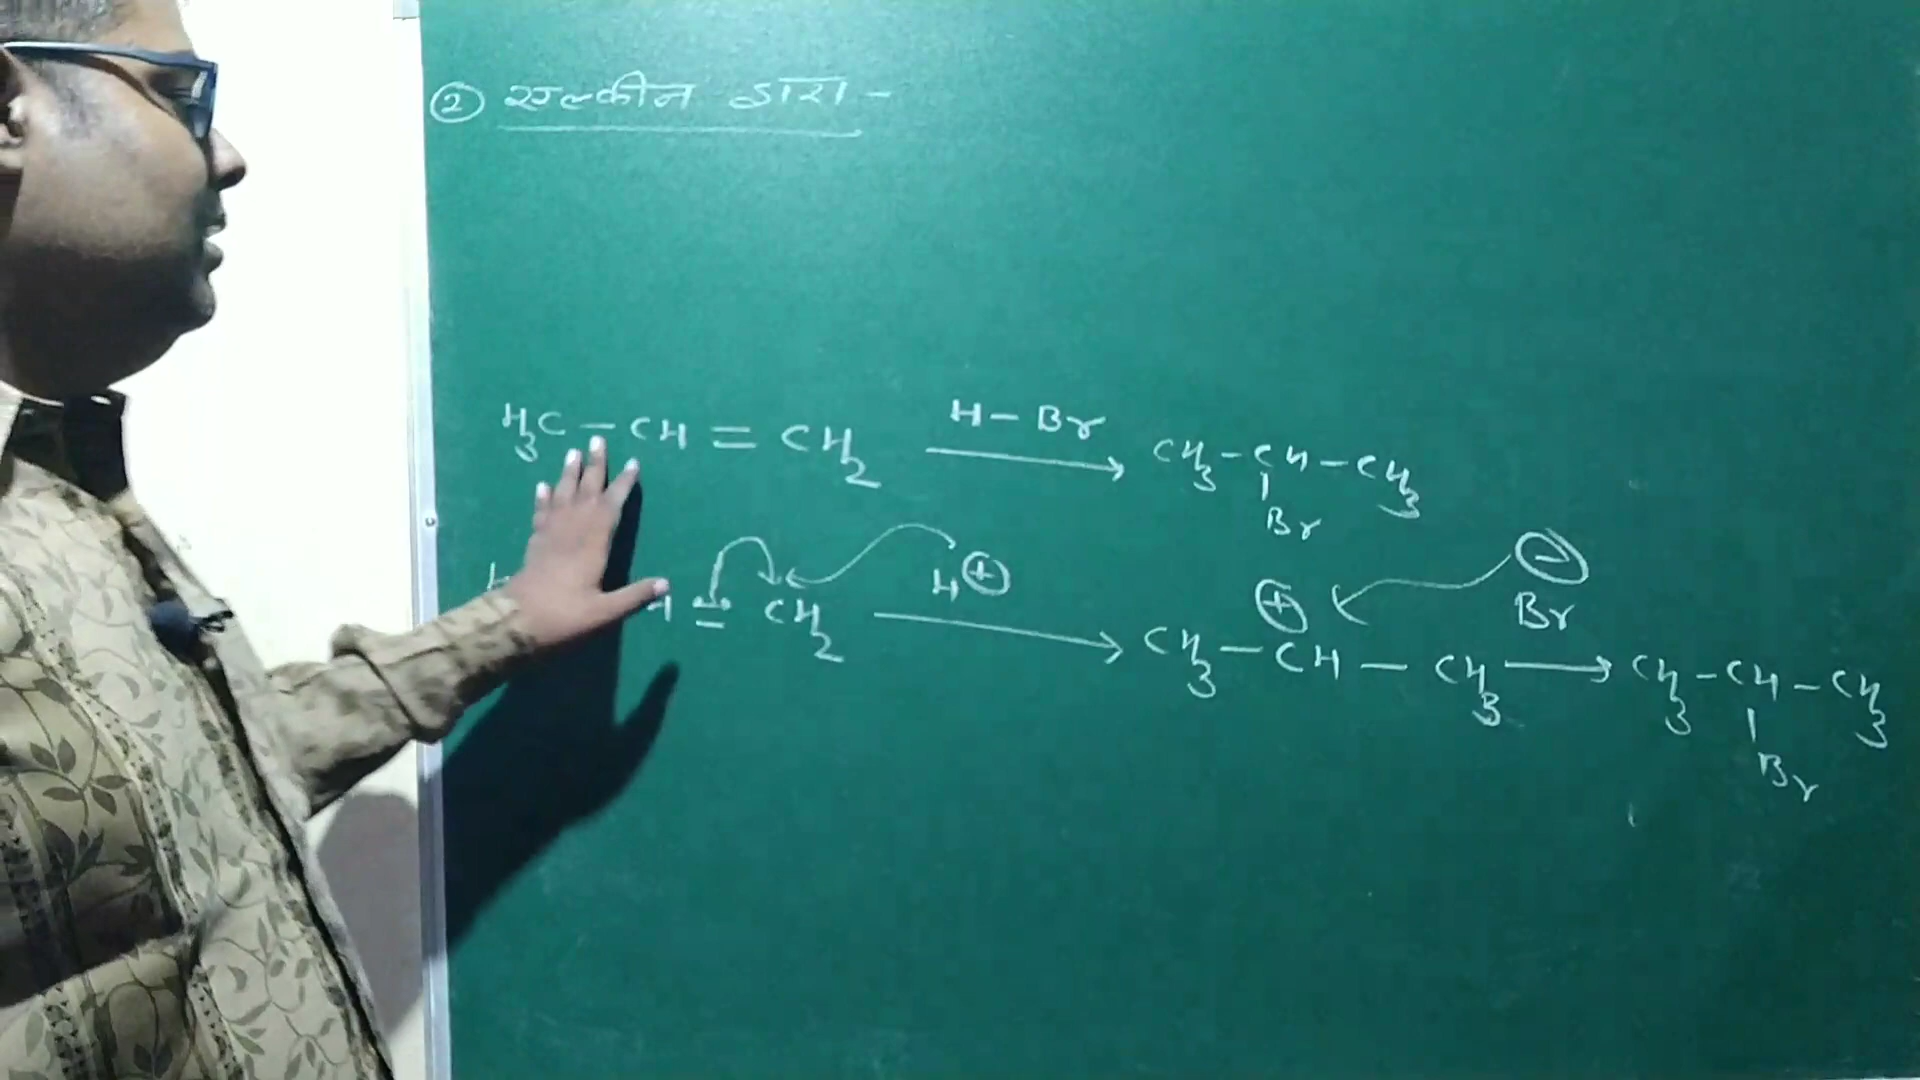 ② एल्कीन द्वारा -
H₃C - CH = CH₂ H - Br → CH₃ - CH - CH₃
Br
H = CH₂ H⊕ → CH₃ - CH⊕ - CH₃ Br⊖ → CH₃ - CH - CH₃
Br